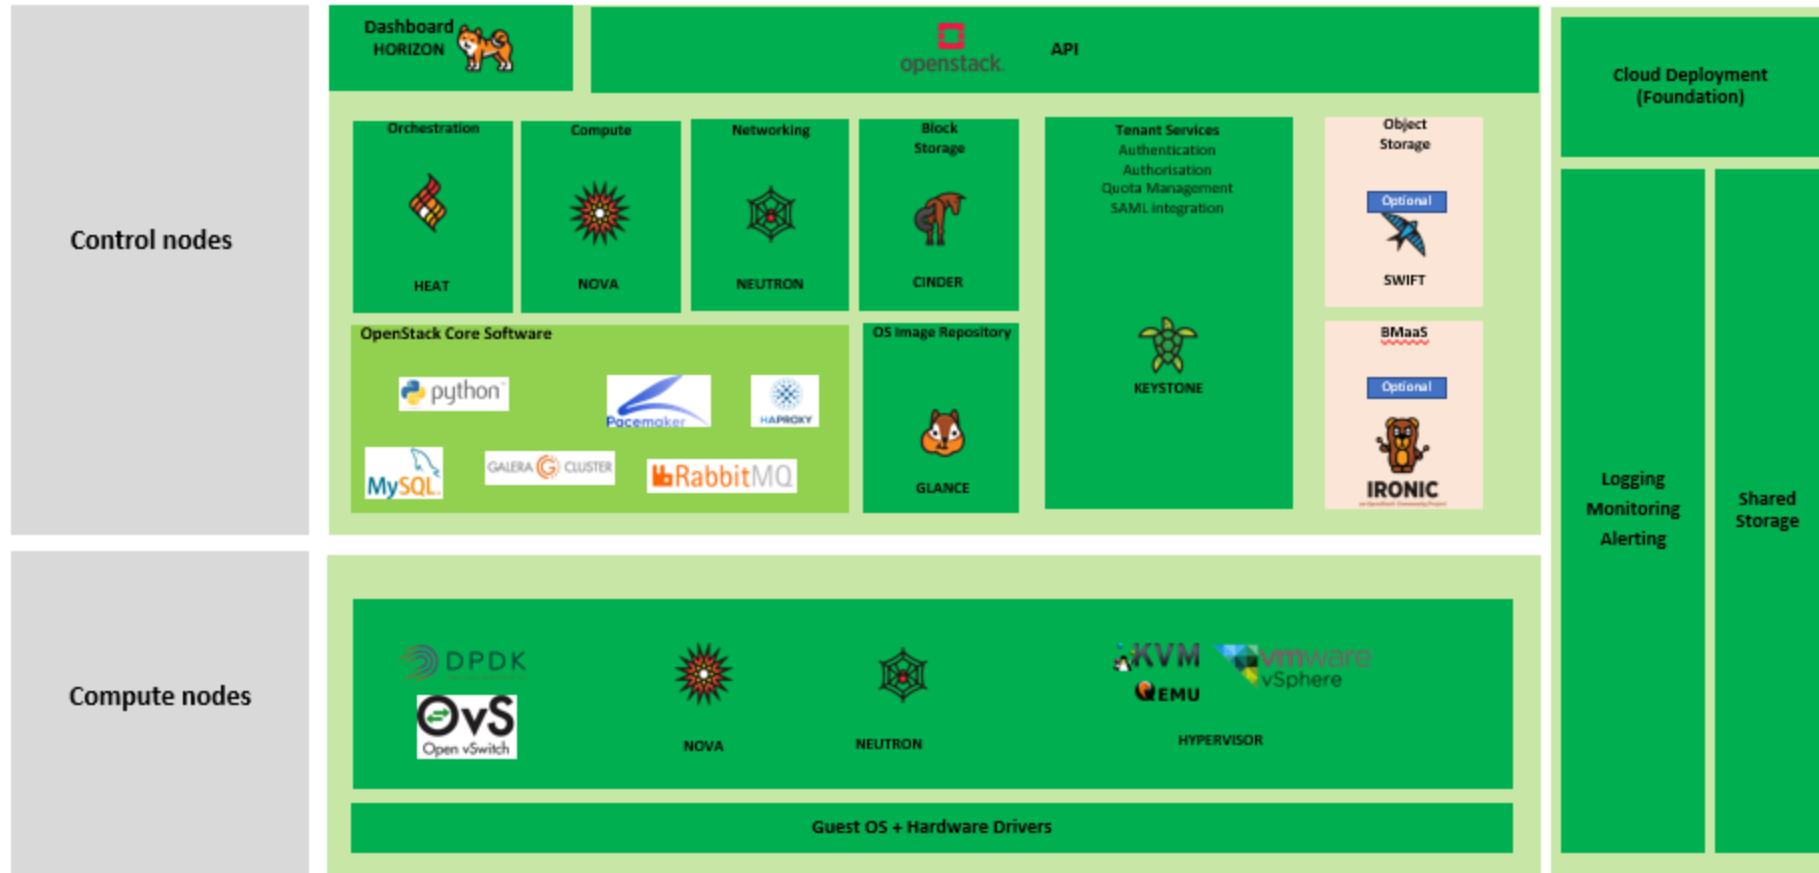 Control nodes
Dashboard
HORIZON
openstack.
API
Orchestration
HEAT
Compute
NOVA
Networking
NEUTRON
Block
Storage
CINDER
Tenant Services
Authentication
Authorisation
Quota Management
SAML integration
KEYSTONE
Object
Storage
Optional
SWIFT
OpenStack Core Software
python™
Pacemaker
HAPROXY
MySQL.
GALERA CLUSTER
RabbitMQ
OS Image Repository
GLANCE
BMaaS
Optional
IRONIC
Compute nodes
DPDK
OvS
Open vSwitch
NOVA
NEUTRON
KVM
QEMU
vmware
vSphere
HYPERVISOR
Guest OS + Hardware Drivers
Cloud Deployment
(Foundation)
Logging
Monitoring
Alerting
Shared
Storage